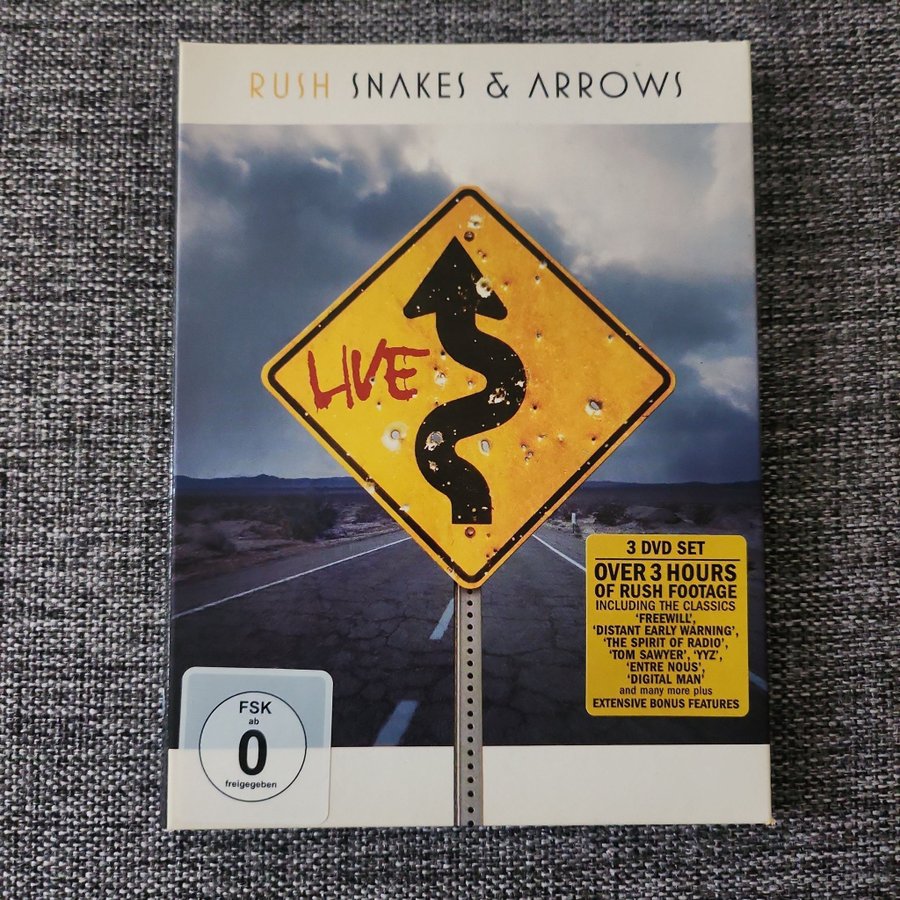 RUSH SNAKES & ARROWS
LIVE
3 DVD SET
OVER 3 HOURS
OF RUSH FOOTAGE
INCLUDING THE CLASSICS
'FREEWILL',
'DISTANT EARLY WARNING',
'THE SPIRIT OF RADIO',
'TOM SAWYER', 'YYZ',
'ENTRE NOUS',
'DIGITAL MAN'
and many more plus
EXTENSIVE BONUS FEATURES
FSK
ab
0
freigegeben